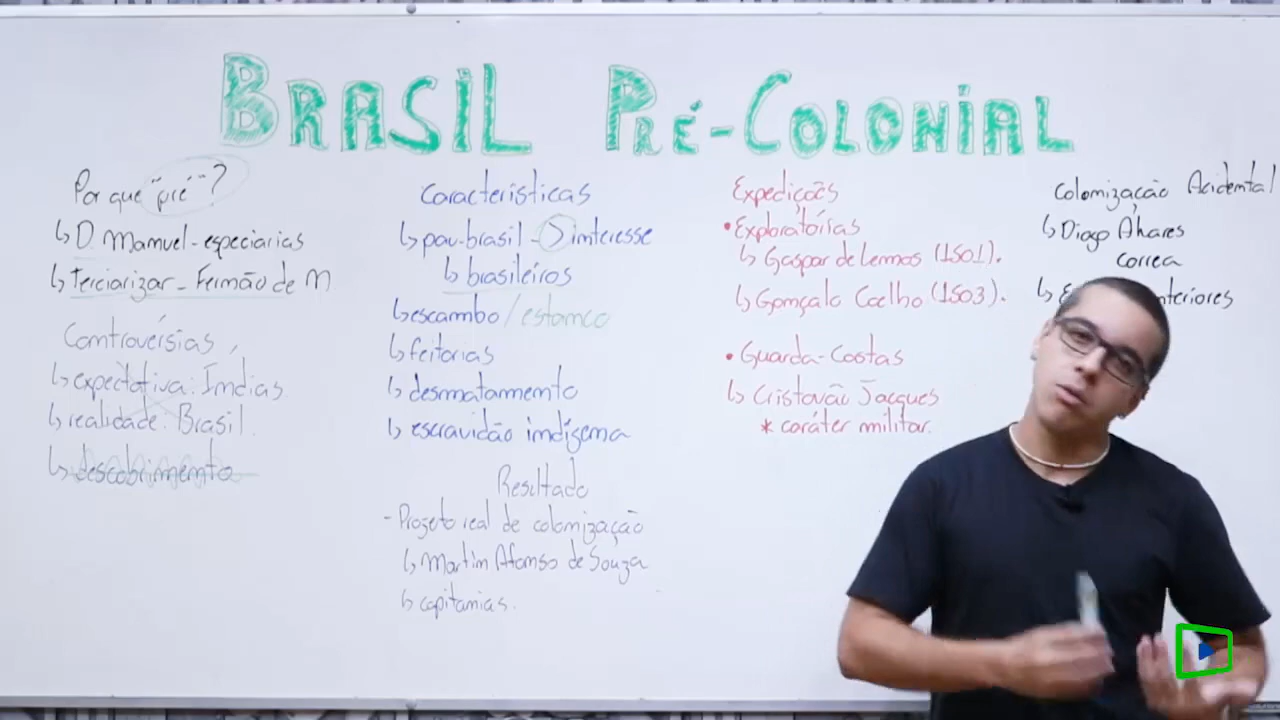 BRASIL PRÉ-COLONIAL
Por que "pré"?
↳ D. Manuel - especiarias
↳ Terciarizar - Fernão de N
Controvérsias
↳ expectativa: Índias
↳ realidade: Brasil.
↳ descobrimento
Características
↳ pau-brasil - > interesse
↳ brasileiros
↳ escambo / estanco
↳ feitorias
↳ desmatamento
↳ escravidão indígena
Resultado
- Projeto real de colonização
↳ Martim Afonso de Souza
↳ capitanias.
Expedições
• Exploratórias
↳ Gaspar de Lemos (1501).
↳ Gonçalo Coelho (1503).
• Guarda-Costas
↳ Cristovão Jacques
* caráter militar.
Colonização Acidental
↳ Diogo Álvares
Correa